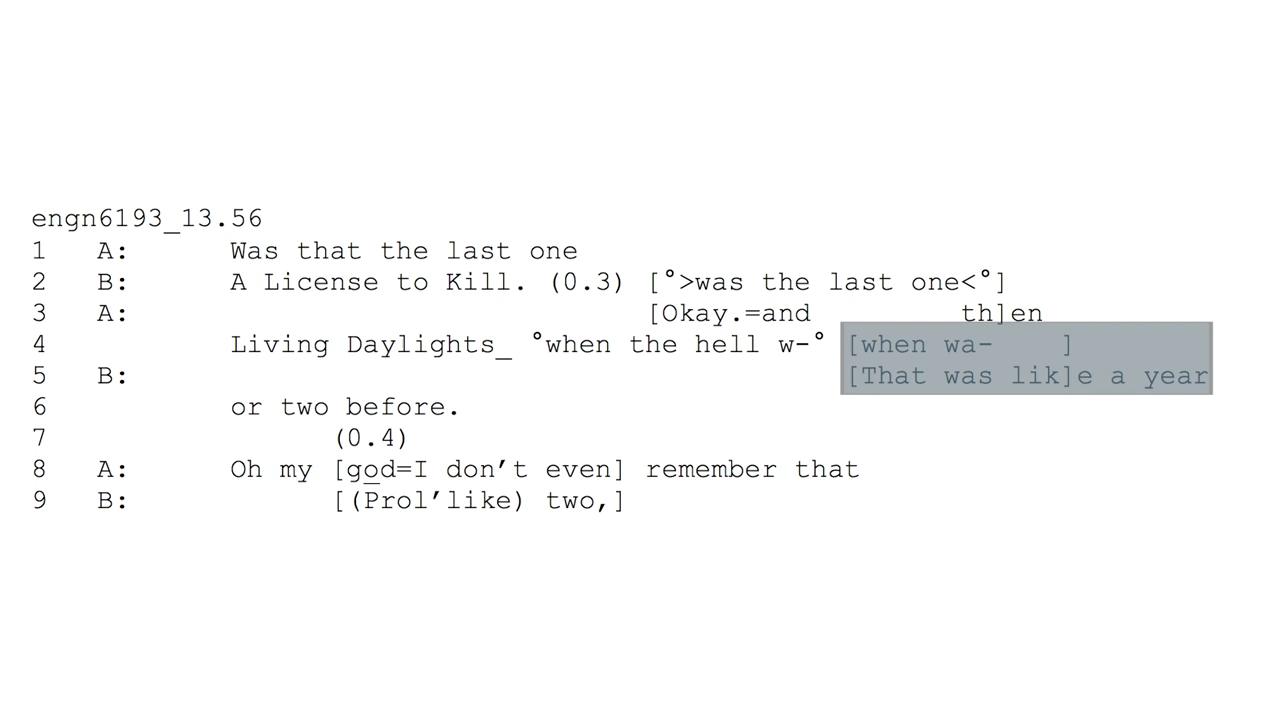 engn6193_13.56
1 A: Was that the last one
2 B: A License to Kill. (0.3) [°>was the last one<°]
3 A: [Okay.=and th]en
4 Living Daylights_ °when the hell w-° [when wa- ]
5 B: [That was lik]e a year
6 or two before.
7 (0.4)
8 A: Oh my [god=I don’t even] remember that
9 B: [(Prol’like) two,]